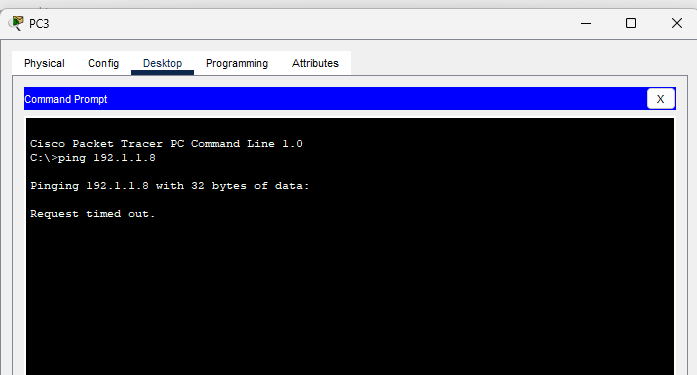 PC3
Physical Config Desktop Programming Attributes
Command Prompt X
Cisco Packet Tracer PC Command Line 1.0
C:\>ping 192.1.1.8
Pinging 192.1.1.8 with 32 bytes of data:
Request timed out.